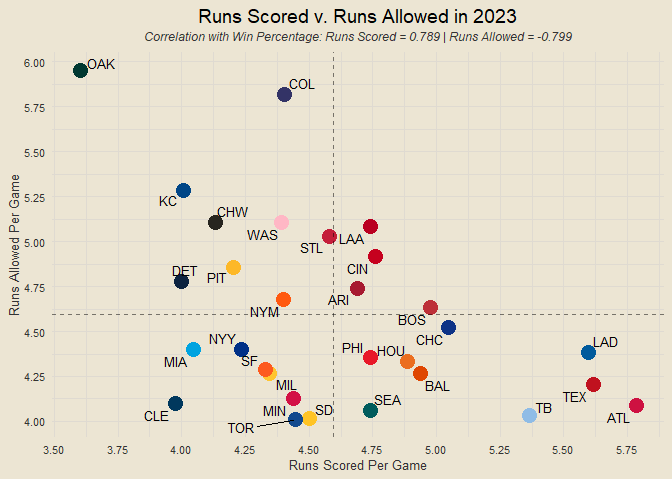 Runs Scored v. Runs Allowed in 2023
Correlation with Win Percentage: Runs Scored = 0.789 | Runs Allowed = -0.799
6.00
OAK
COL
5.75
5.50
5.25
KC
CHW
WAS
5.00
STL
LAA
CIN
4.75
DET
PIT
ARI
NYM
BOS
4.50
CHC
NYY
MIA
SF
PHI
HOU
LAD
4.25
MIL
BAL
TEX
CLE
MIN
SD
SEA
TB
ATL
4.00
TOR
Runs Allowed Per Game
3.50
3.75
4.00
4.25
4.50
4.75
5.00
5.25
5.50
5.75
Runs Scored Per Game